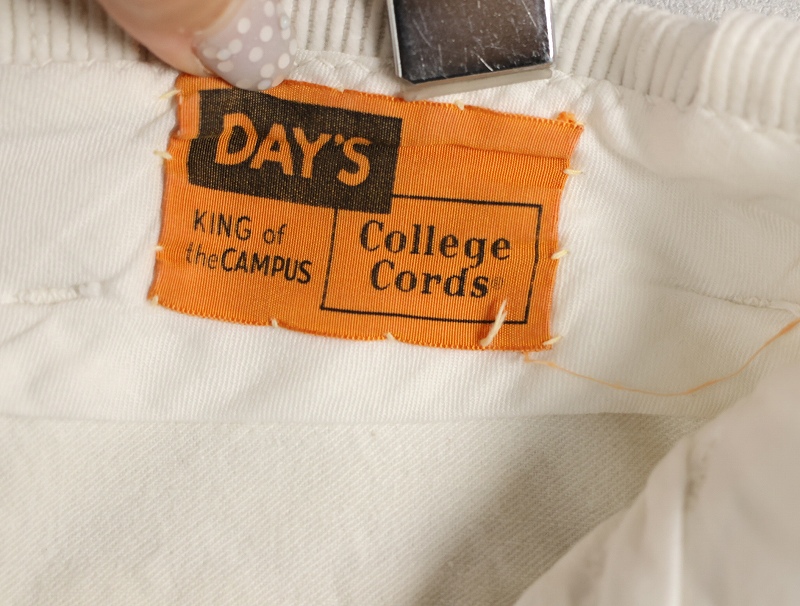 DAY'S
KING of
the CAMPUS
College
Cords®